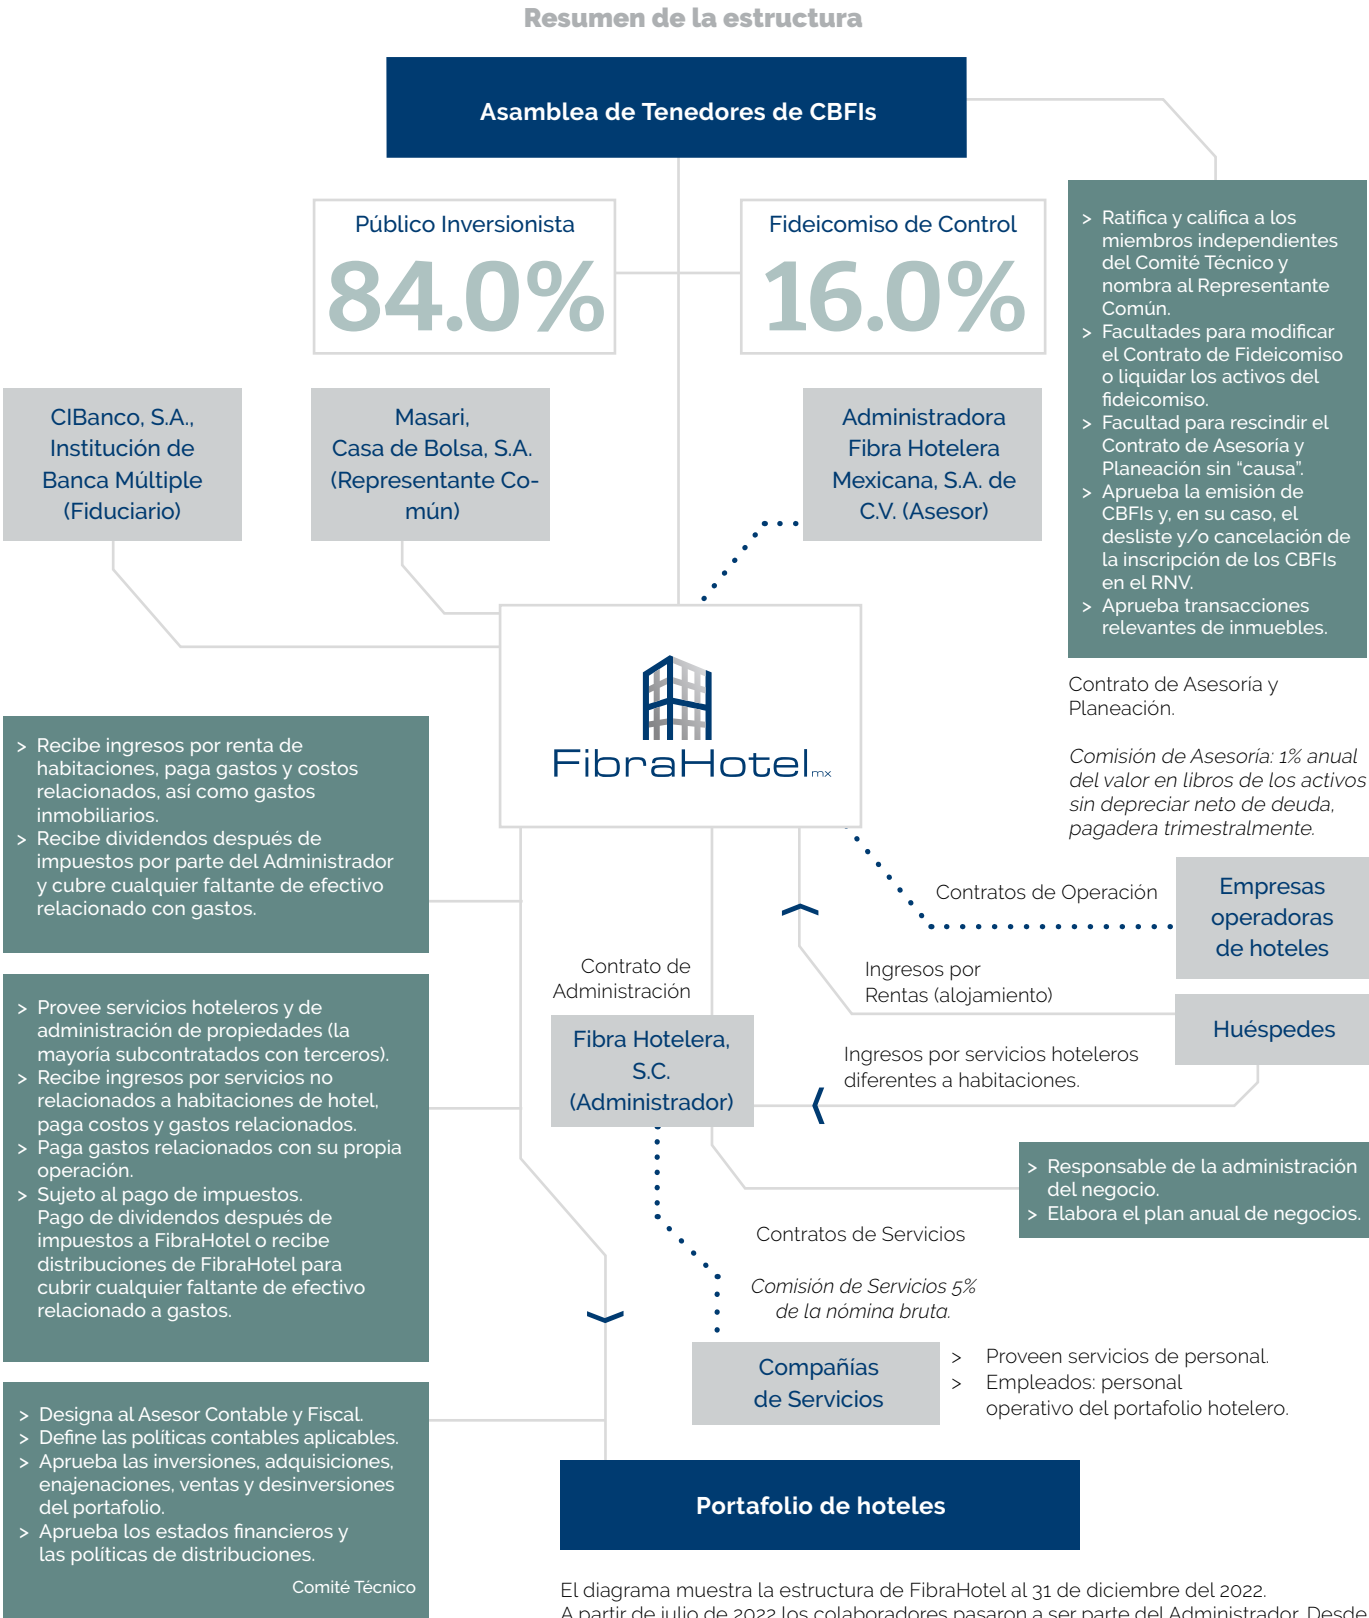 Resumen de la estructura
Asamblea de Tenedores de CBFIs
Público Inversionista
84.0%
Fideicomiso de Control
16.0%
> Ratifica y califica a los
miembros independientes
del Comité Técnico y
nombra al Representante
Común.
> Facultades para modificar
el Contrato de Fideicomiso
o liquidar los activos del
fideicomiso.
> Facultad para rescindir el
Contrato de Asesoría y
Planeación sin “causa”.
> Aprueba la emisión de
CBFIs y, en su caso, el
desliste y/o cancelación de
la inscripción de los CBFIs
en el RNV.
> Aprueba transacciones
relevantes de inmuebles.
CIBanco, S.A.,
Institución de
Banca Múltiple
(Fiduciario)
Masari,
Casa de Bolsa, S.A.
(Representante Co-
mún)
Administradora
Fibra Hotelera
Mexicana, S.A. de
C.V. (Asesor)
FibraHotel mx
Contrato de Asesoría y
Planeación.
Comisión de Asesoría: 1% anual
del valor en libros de los activos
sin depreciar neto de deuda,
pagadera trimestralmente.
> Recibe ingresos por renta de
habitaciones, paga gastos y costos
relacionados, así como gastos
inmobiliarios.
> Recibe dividendos después de
impuestos por parte del Administrador
y cubre cualquier faltante de efectivo
relacionado con gastos.
Contratos de Operación
Empresas
operadoras
de hoteles
Contrato de
Administración
Ingresos por
Rentas (alojamiento)
Huéspedes
> Provee servicios hoteleros y de
administración de propiedades (la
mayoría subcontratados con terceros).
> Recibe ingresos por servicios no
relacionados a habitaciones de hotel,
paga costos y gastos relacionados.
> Paga gastos relacionados con su propia
operación.
> Sujeto al pago de impuestos.
Pago de dividendos después de
impuestos a FibraHotel o recibe
distribuciones de FibraHotel para
cubrir cualquier faltante de efectivo
relacionado a gastos.
Fibra Hotelera,
S.C.
(Administrador)
Ingresos por servicios hoteleros
diferentes a habitaciones.
> Responsable de la administración
del negocio.
> Elabora el plan anual de negocios.
Contratos de Servicios
Comisión de Servicios 5%
de la nómina bruta.
Compañías
de Servicios
> Proveen servicios de personal.
> Empleados: personal
operativo del portafolio hotelero.
> Designa al Asesor Contable y Fiscal.
> Define las políticas contables aplicables.
> Aprueba las inversiones, adquisiciones,
enajenaciones, ventas y desinversiones
del portafolio.
> Aprueba los estados financieros y
las políticas de distribuciones.
Comité Técnico
Portafolio de hoteles
El diagrama muestra la estructura de FibraHotel al 31 de diciembre del 2022.
A partir de julio de 2022 los colaboradores pasaron a ser parte del Administrador. Desde